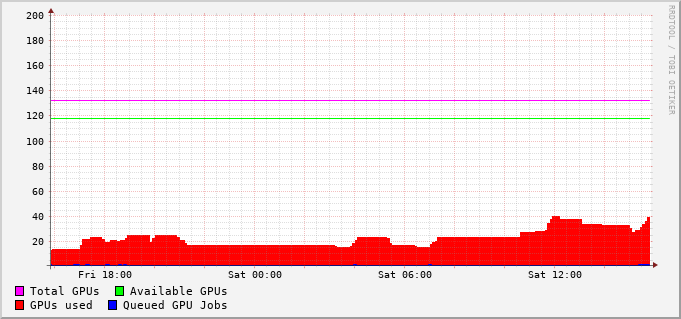 200
180
160
140
120
100
80
60
40
20
Fri 18:00 Sat 00:00 Sat 06:00 Sat 12:00
Total GPUs Available GPUs
GPUs used Queued GPU Jobs
RRDTOOL / TOBI OETIKER